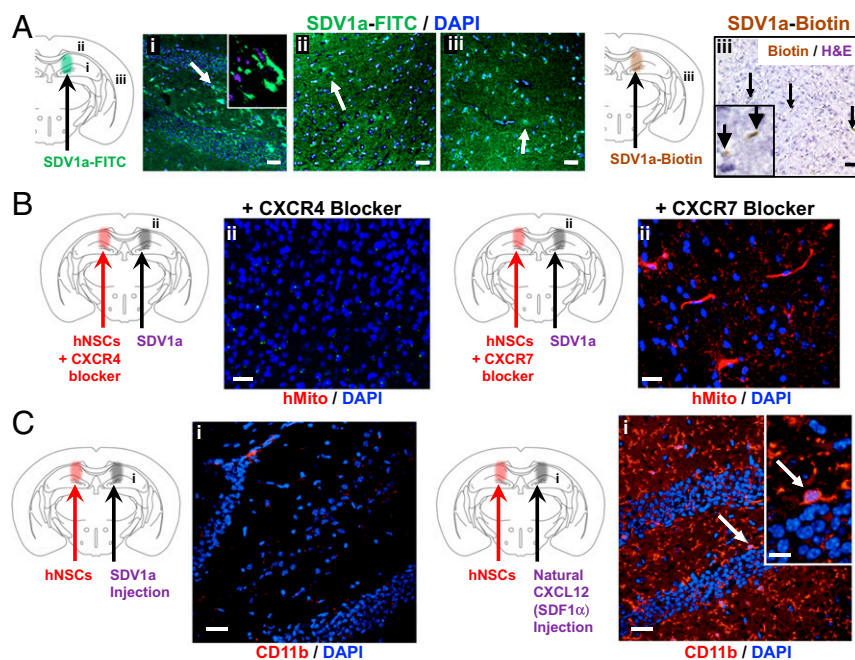 A
SDV1a-FITC / DAPI
SDV1a-Biotin
ii
i
iii
SDV1a-FITC
i
ii
iii
ii
i
iii
SDV1a-Biotin
iii
Biotin / H&E
B
+ CXCR4 Blocker
+ CXCR7 Blocker
ii
hNSCs
+ CXCR4
blocker
SDV1a
ii
hMito / DAPI
ii
hNSCs
+ CXCR7
blocker
SDV1a
ii
hMito / DAPI
C
i
hNSCs
SDV1a
Injection
i
CD11b / DAPI
i
hNSCs
Natural
CXCL12
(SDF1α)
Injection
i
CD11b / DAPI